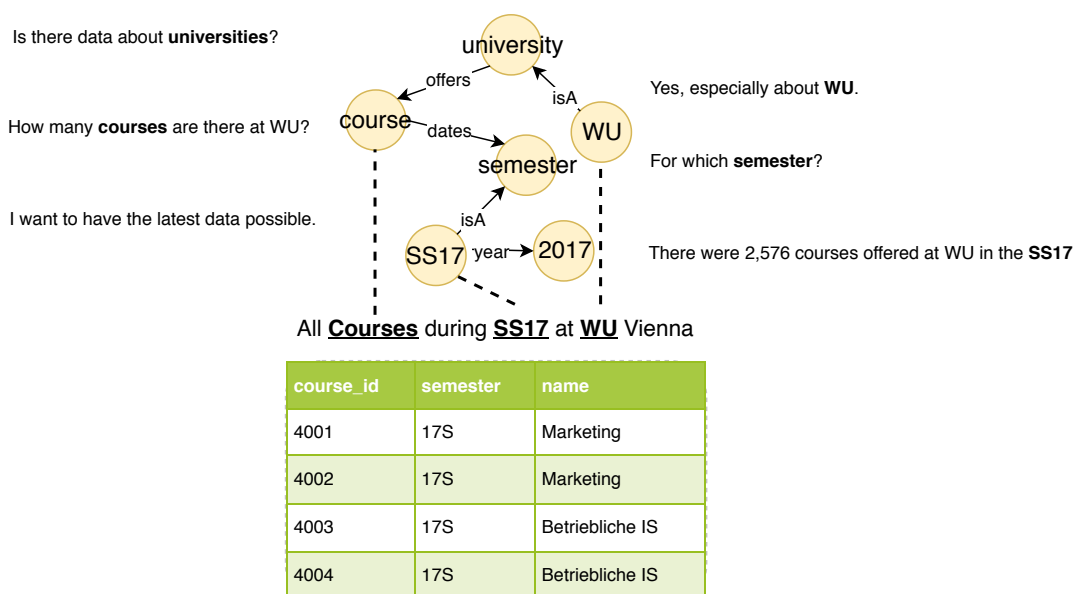 Is there data about universities?
university
offers
isA
Yes, especially about WU.
How many courses are there at WU?
course
dates
WU
semester
For which semester?
I want to have the latest data possible.
isA
SS17
year
2017
There were 2,576 courses offered at WU in the SS17
All Courses during SS17 at WU Vienna
course_id semester name
4001 17S Marketing
4002 17S Marketing
4003 17S Betriebliche IS
4004 17S Betriebliche IS